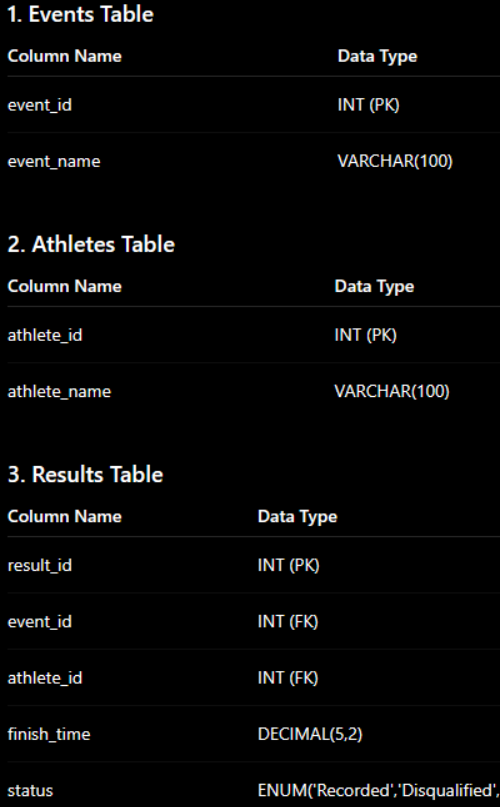 1. Events Table
Column Name Data Type
event_id INT (PK)
event_name VARCHAR(100)
2. Athletes Table
Column Name Data Type
athlete_id INT (PK)
athlete_name VARCHAR(100)
3. Results Table
Column Name Data Type
result_id INT (PK)
event_id INT (FK)
athlete_id INT (FK)
finish_time DECIMAL(5,2)
status ENUM('Recorded','Disqualified',